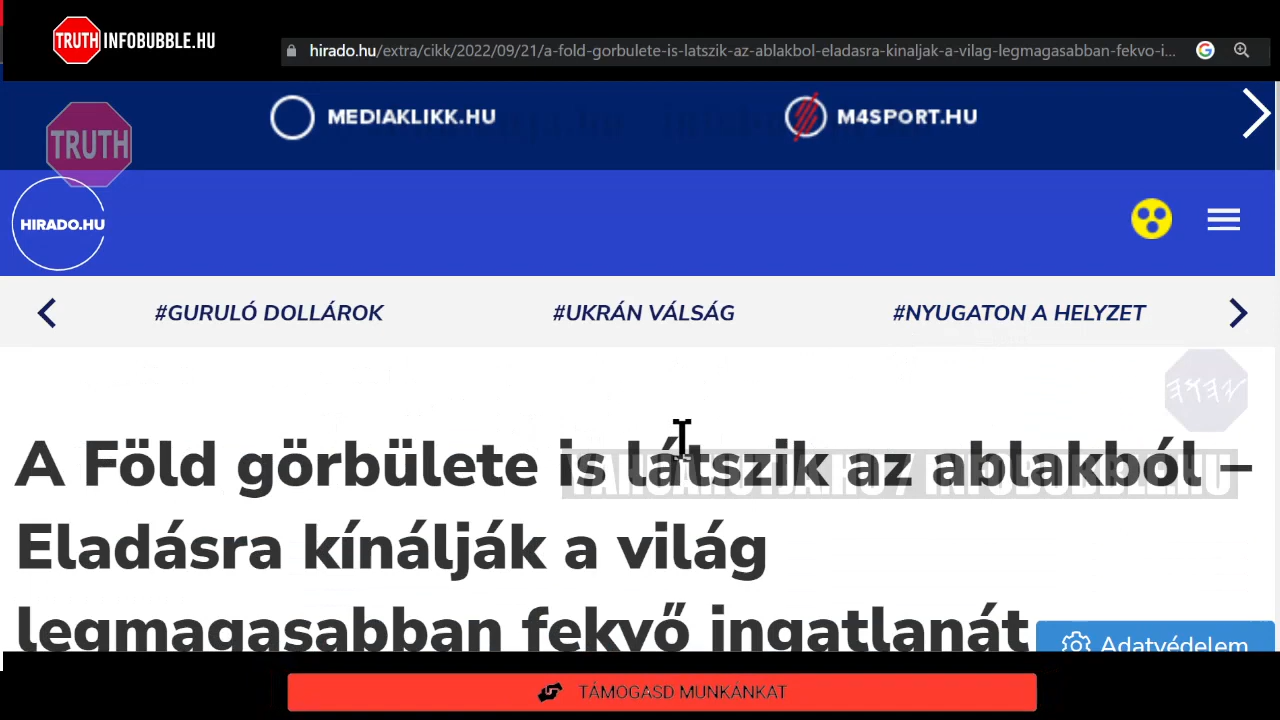 TRUTH INFOBUBBLE.HU
hirado.hu/extra/cikk/2022/09/21/a-fold-gorbulete-is-latszik-az-ablakbol-eladasra-kinaljak-a-vilag-legmagasabban-fekvo-i...
MEDIAKLIKK.HU
M4SPORT.HU
TRUTH
HIRADO.HU
#GURULÓ DOLLÁROK
#UKRÁN VÁLSÁG
#NYUGATON A HELYZET
A Föld görbülete is látszik az ablakból –
Eladásra kínálják a világ
legmagasabban fekvő ingatlanát
/ INFOBUBBLE.HU
Adatvédelem
TÁMOGASD MUNKÁNKAT